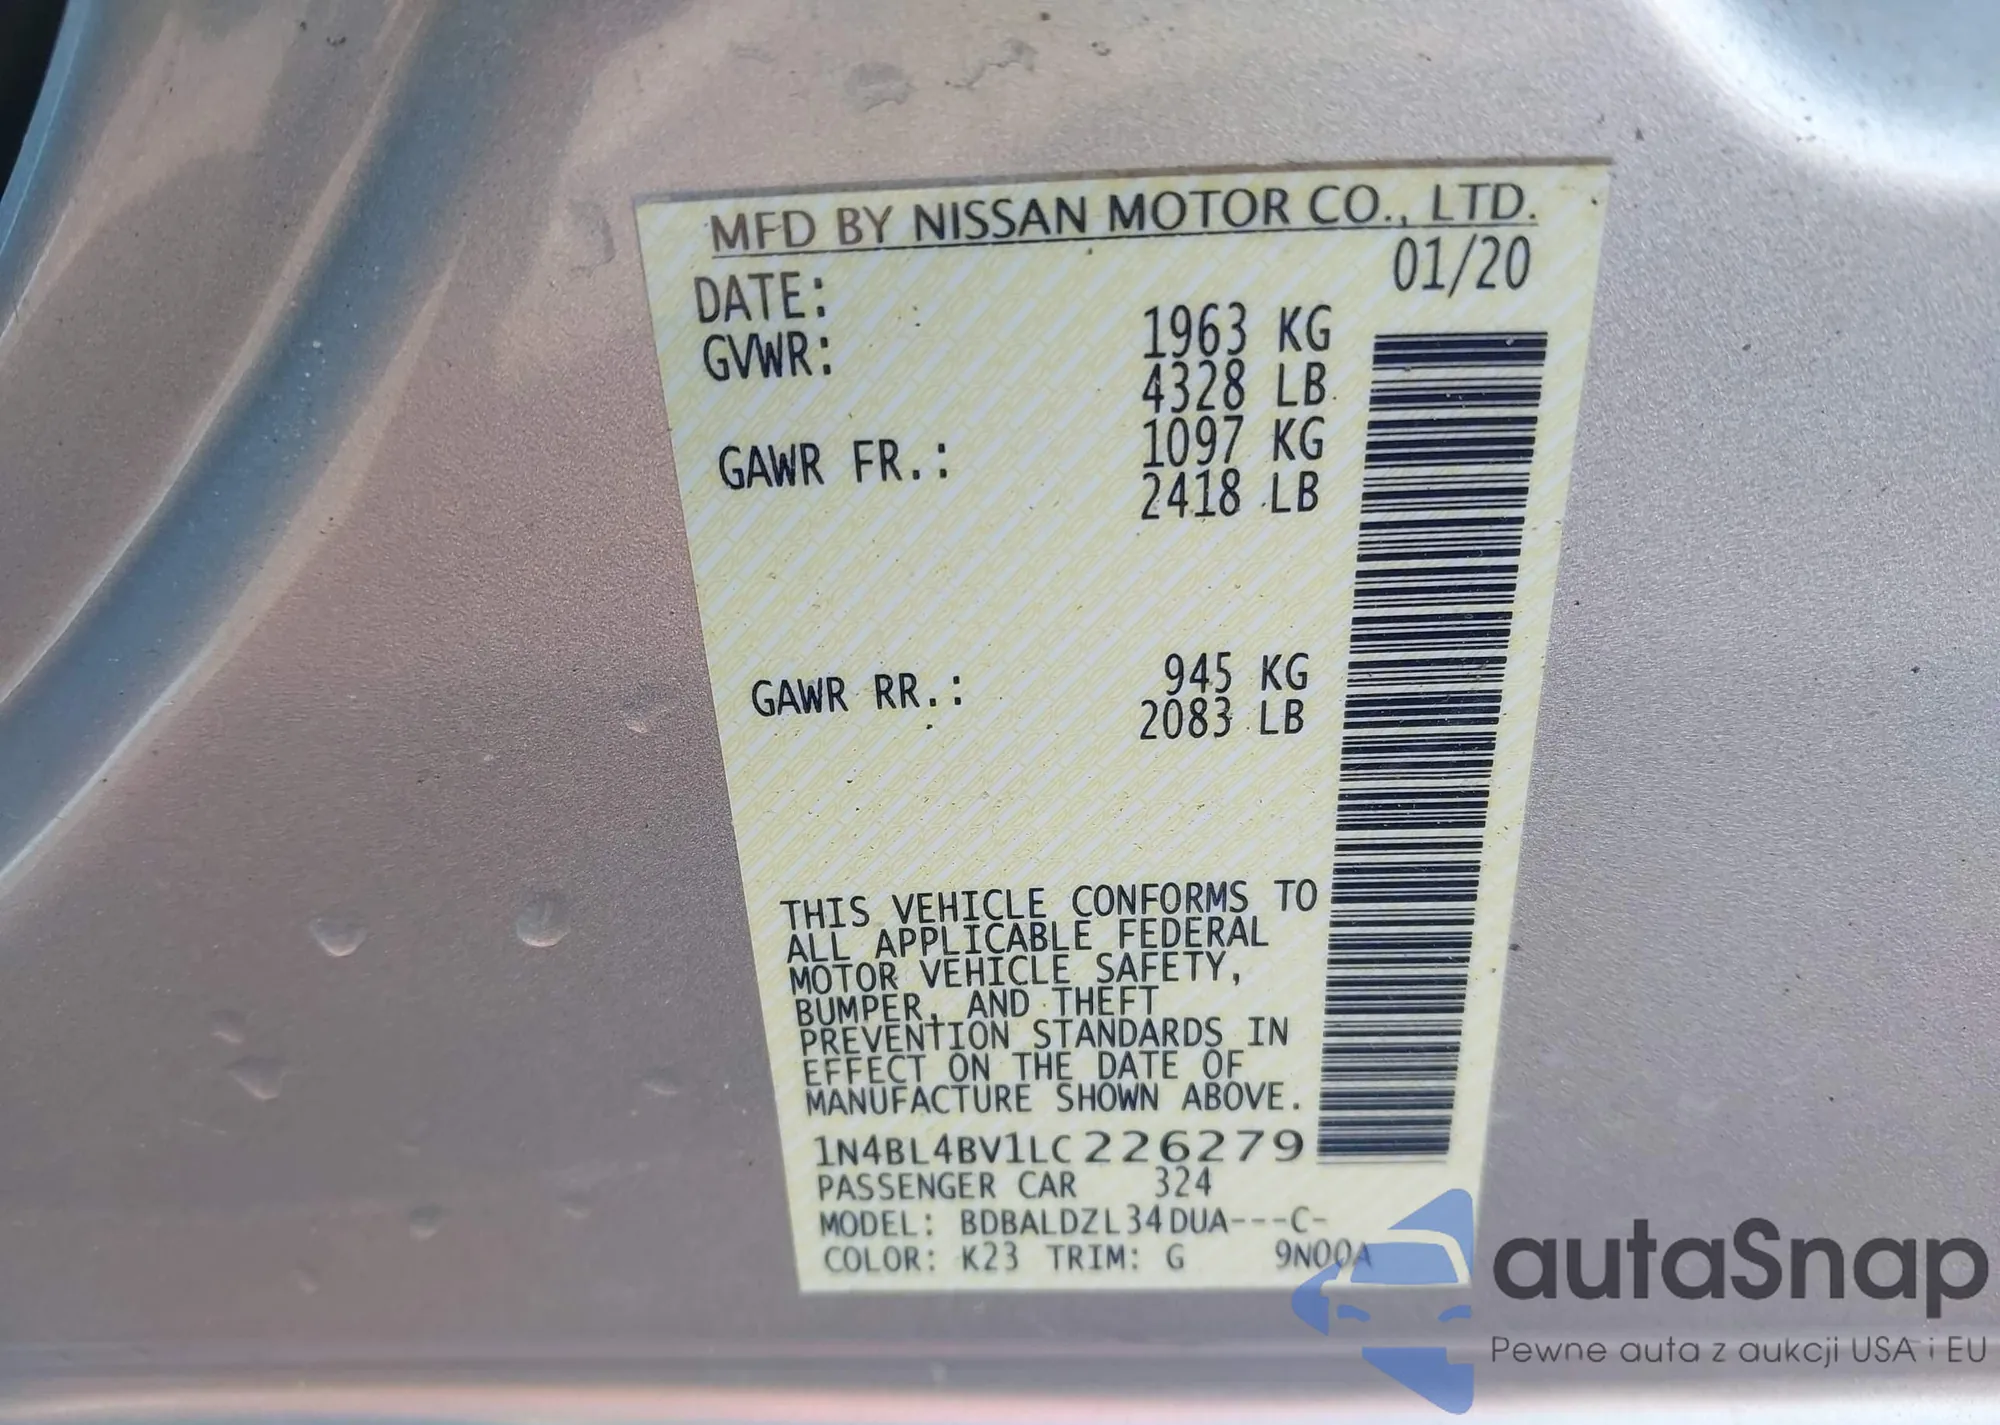 MFD BY NISSAN MOTOR CO., LTD.
DATE: 01/20
GVWR: 1963 KG
4328 LB
GAWR FR.: 1097 KG
2418 LB
GAWR RR.: 945 KG
2083 LB
THIS VEHICLE CONFORMS TO
ALL APPLICABLE FEDERAL
MOTOR VEHICLE SAFETY,
BUMPER, AND THEFT
PREVENTION STANDARDS IN
EFFECT ON THE DATE OF
MANUFACTURE SHOWN ABOVE.
1N4BL4BV1LC226279
PASSENGER CAR 324
MODEL: BDBALDZL34DUA---C-
COLOR: K23 TRIM: G 9N00A
autaSnap
Pewne auta z aukcji USA i EU